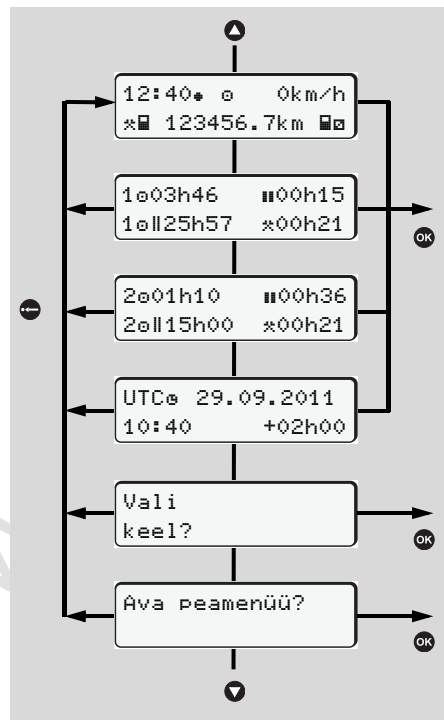 12:40● ⊙ 0km/h
123456.7km
1⊙03h46 00h15
1⊙||25h57 00h21
OK
2⊙01h10 00h36
2⊙||15h00 00h21
UTC 29.09.2011
10:40 +02h00
Vali
keel?
OK
Ava peamenüü?
OK